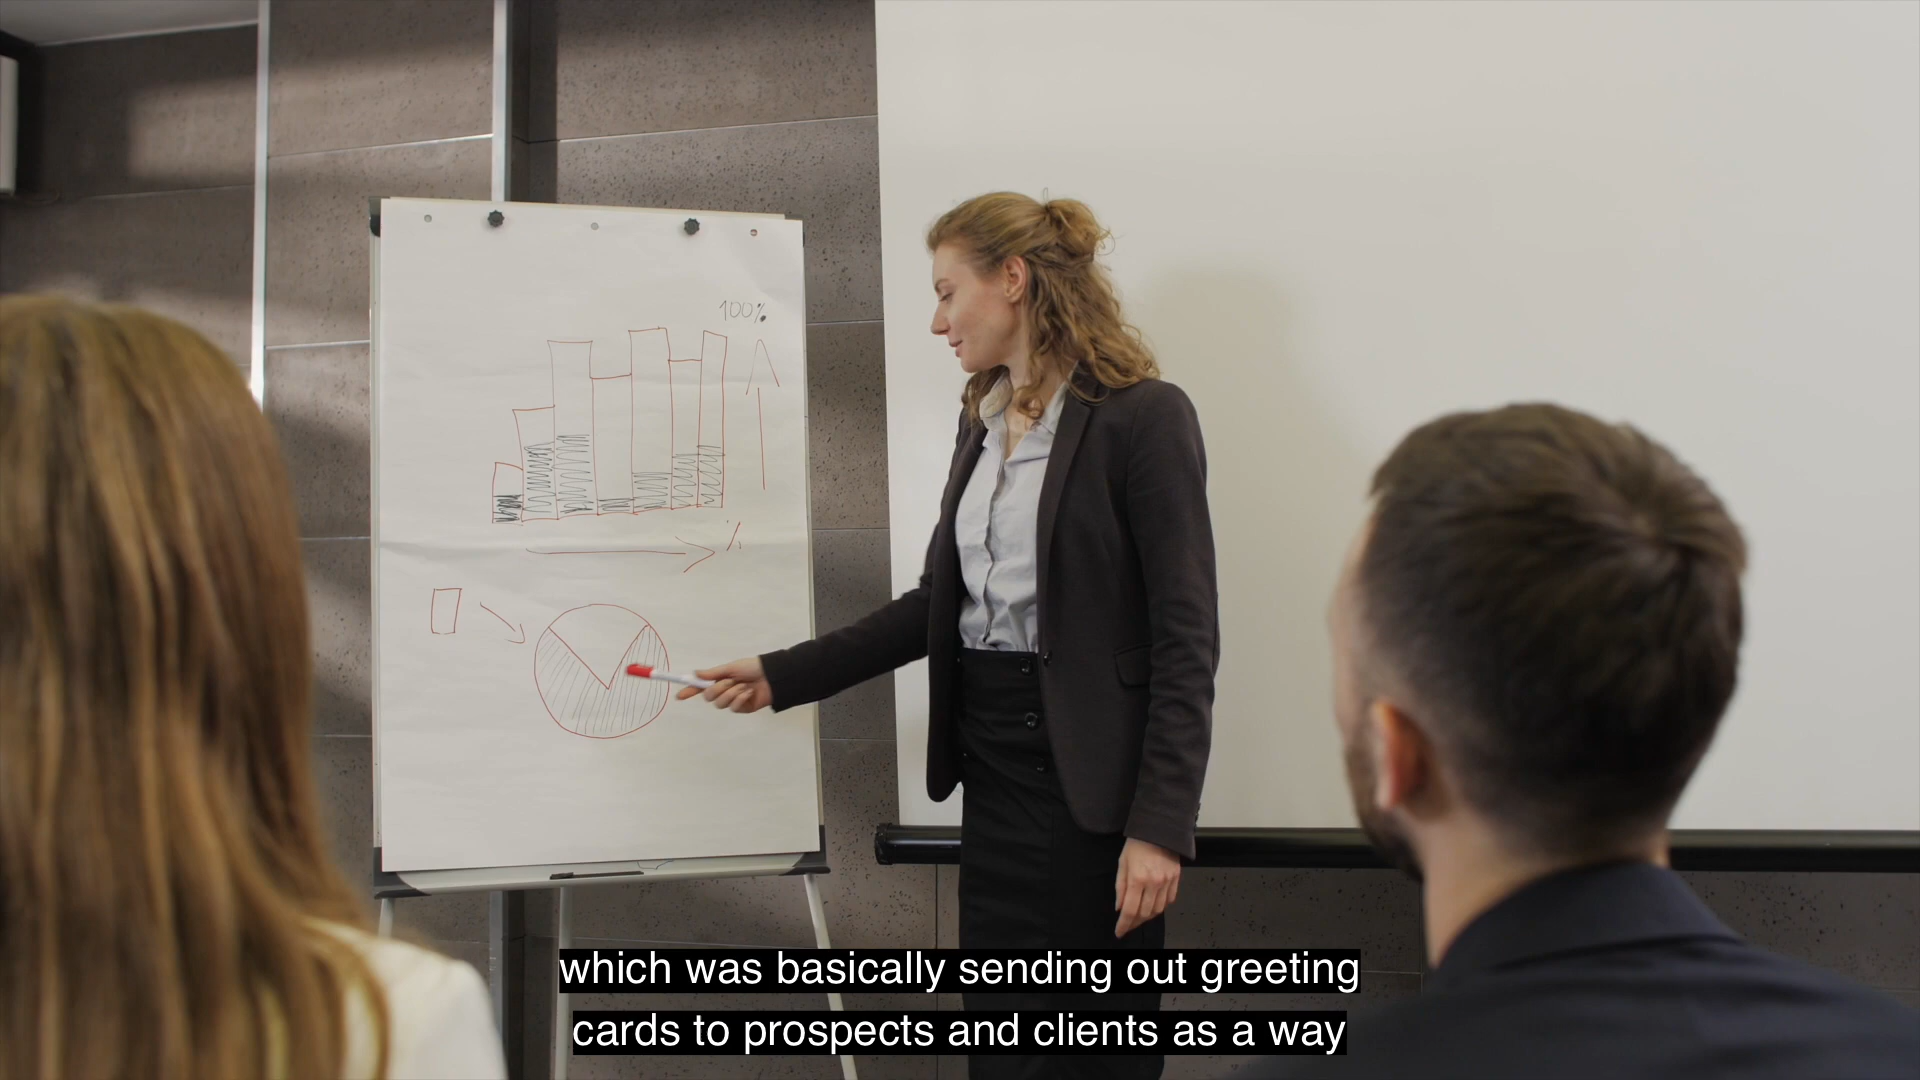 100%
%
which was basically sending out greeting
cards to prospects and clients as a way